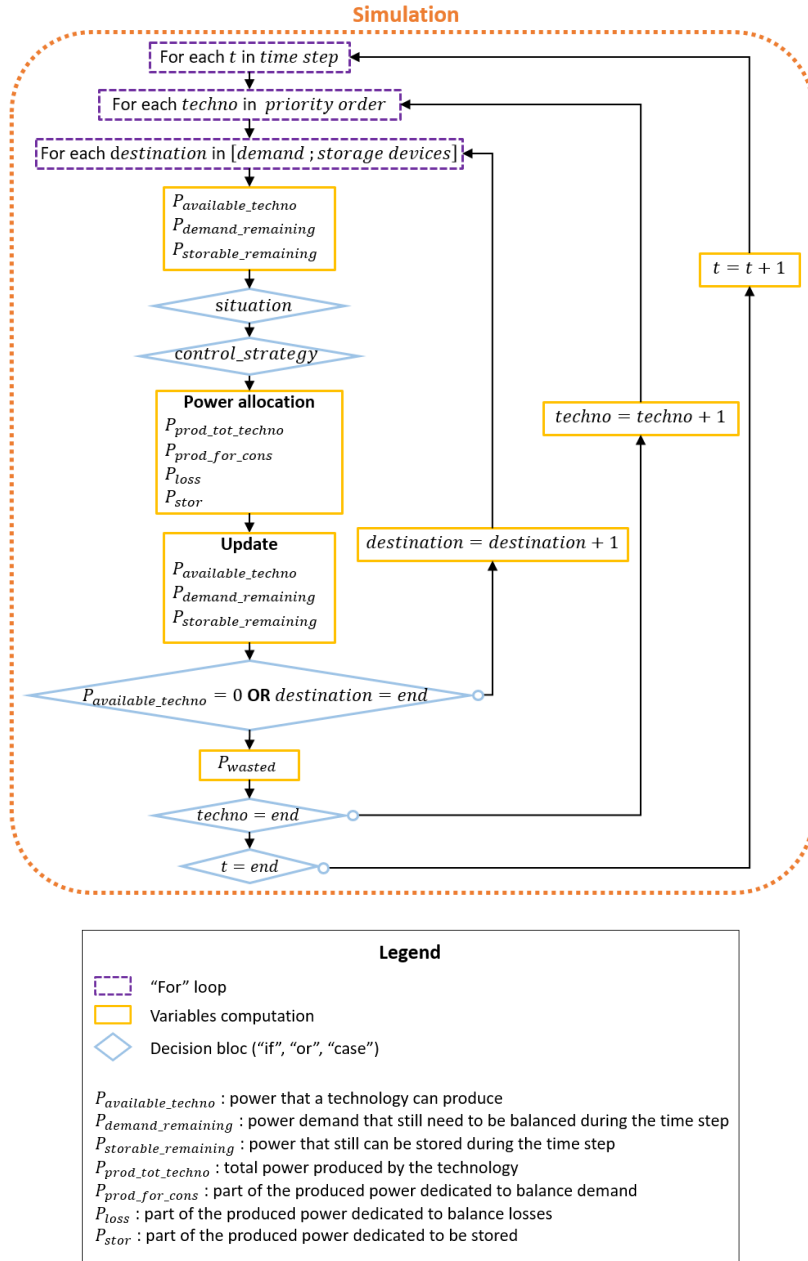 Simulation
For each t in time step
For each techno in priority order
For each destination in [demand ; storage devices]
P_available_techno
P_demand_remaining
P_storable_remaining
t = t + 1
situation
control_strategy
Power allocation
P_prod_tot_techno
P_prod_for_cons
P_loss
P_stor
techno = techno + 1
Update
P_available_techno
P_demand_remaining
P_storable_remaining
destination = destination + 1
P_available_techno = 0 OR destination = end
P_wasted
techno = end
t = end
Legend
“For” loop
Variables computation
Decision bloc (“if”, “or”, “case”)
P_available_techno : power that a technology can produce
P_demand_remaining : power demand that still need to be balanced during the time step
P_storable_remaining : power that still can be stored during the time step
P_prod_tot_techno : total power produced by the technology
P_prod_for_cons : part of the produced power dedicated to balance demand
P_loss : part of the produced power dedicated to balance losses
P_stor : part of the produced power dedicated to be stored